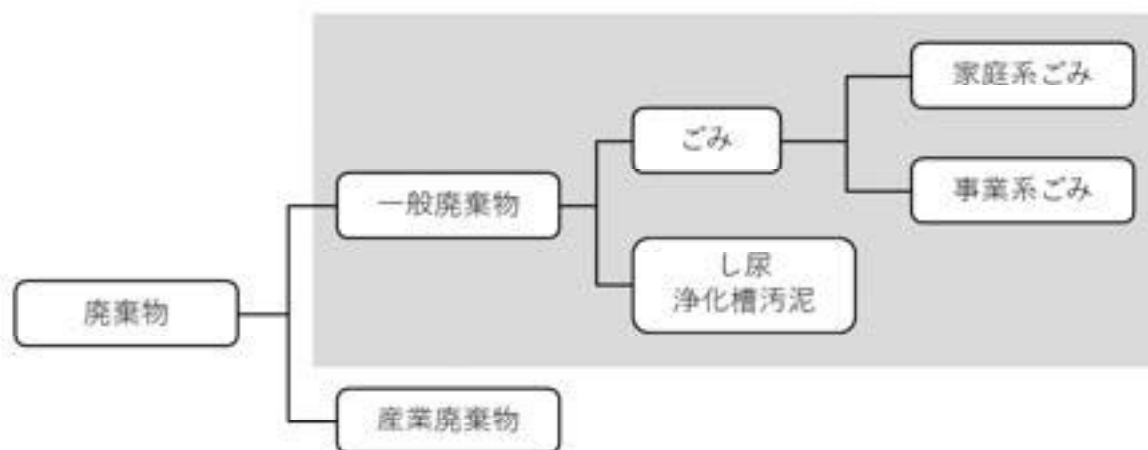 家庭系ごみ
ごみ
事業系ごみ
一般廃棄物
し尿
浄化槽汚泥
廃棄物
産業廃棄物